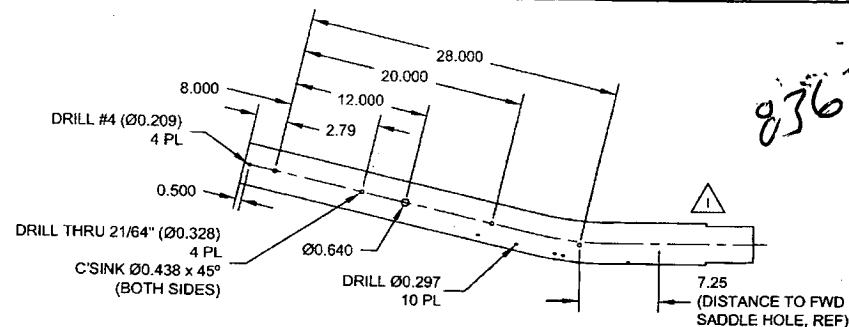 28.000
20.000
8.000
12.000
2.79
DRILL #4 (Ø0.209)
4 PL
0.500
DRILL THRU 21/64" (Ø0.328)
4 PL
C'SINK Ø0.438 x 45º
(BOTH SIDES)
Ø0.640
DRILL Ø0.297
10 PL
7.25
(DISTANCE TO FWD
SADDLE HOLE, REF)
1
836